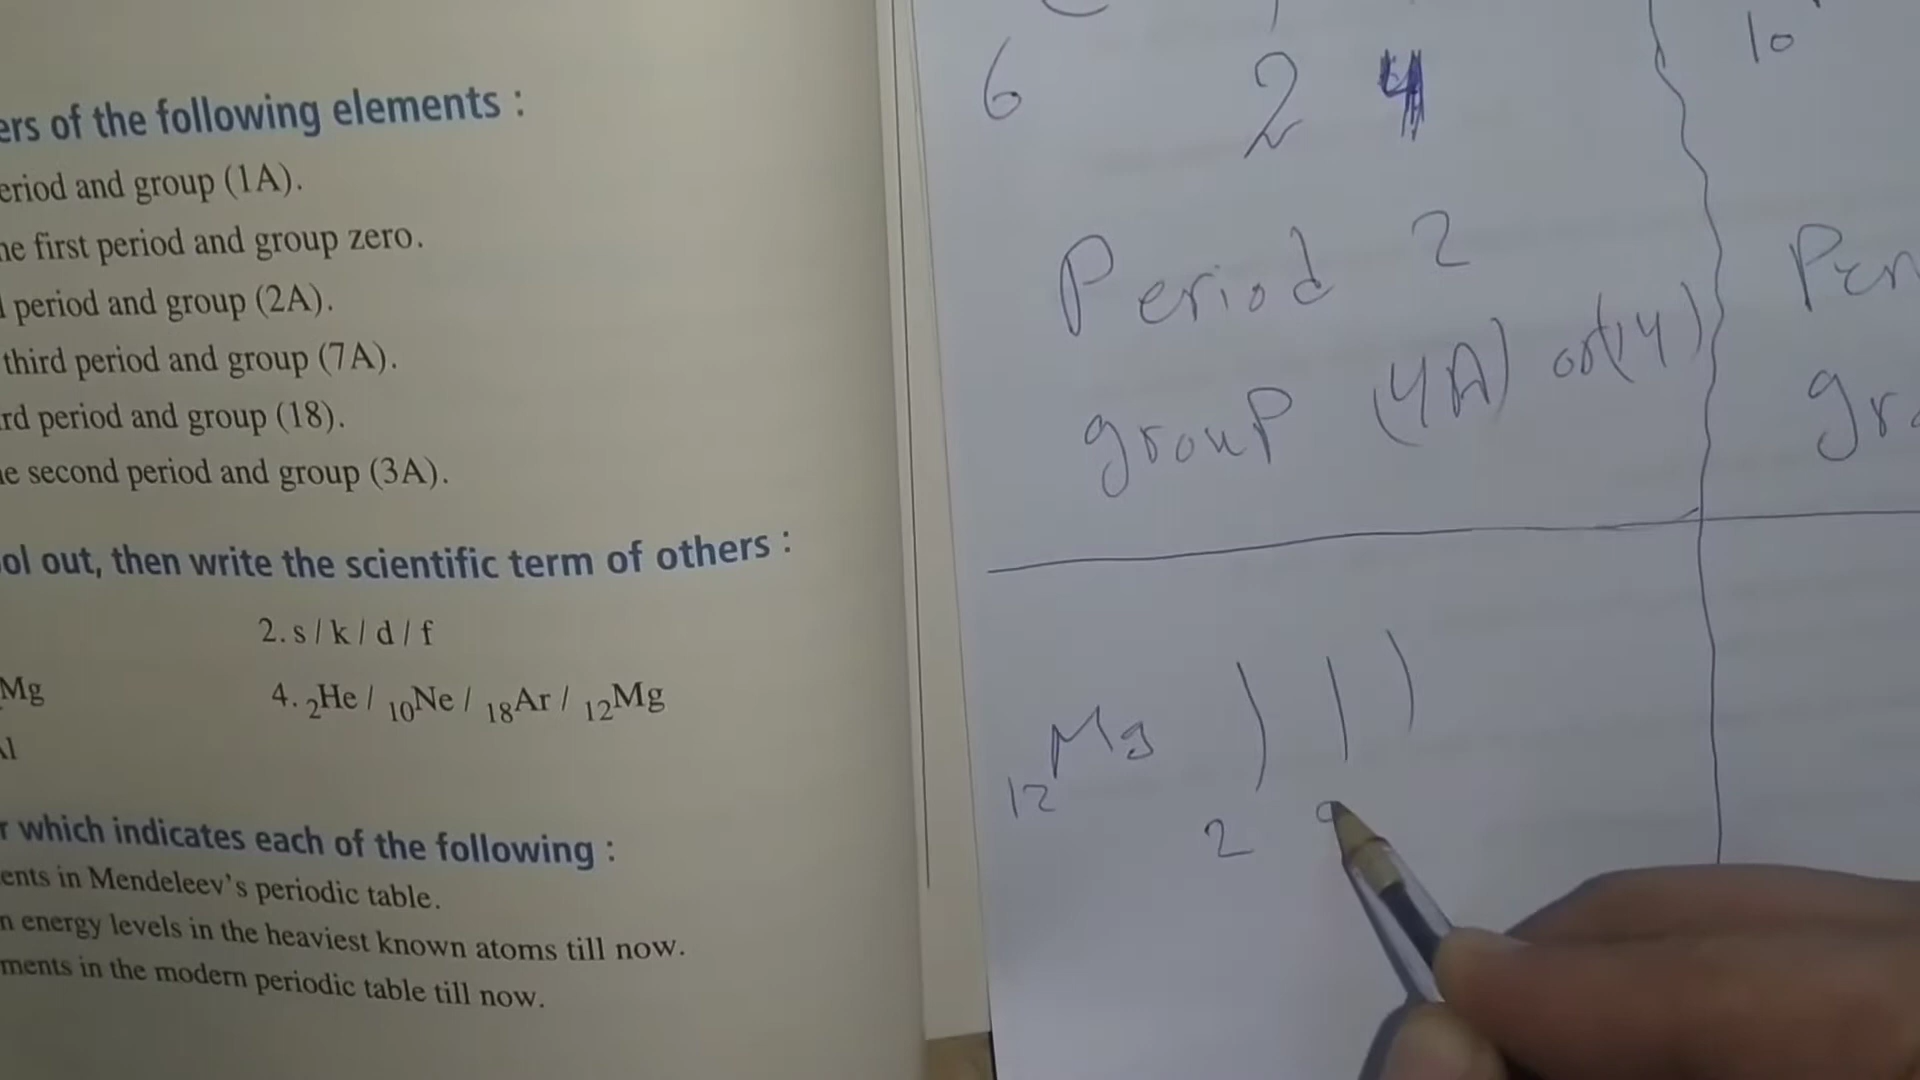 ers of the following elements :
eriod and group (1A).
he first period and group zero.
period and group (2A).
third period and group (7A).
rd period and group (18).
e second period and group (3A).
ol out, then write the scientific term of others :
2. s / k / d / f
Mg
4. ₂He / ₁₀Ne / ₁₈Ar / ₁₂Mg
Al
r which indicates each of the following :
ents in Mendeleev's periodic table.
n energy levels in the heaviest known atoms till now.
ments in the modern periodic table till now.
6 2 4
Period 2
group (4A) or (14)
₁₂Mg ) ) )
2
10
Per
gr